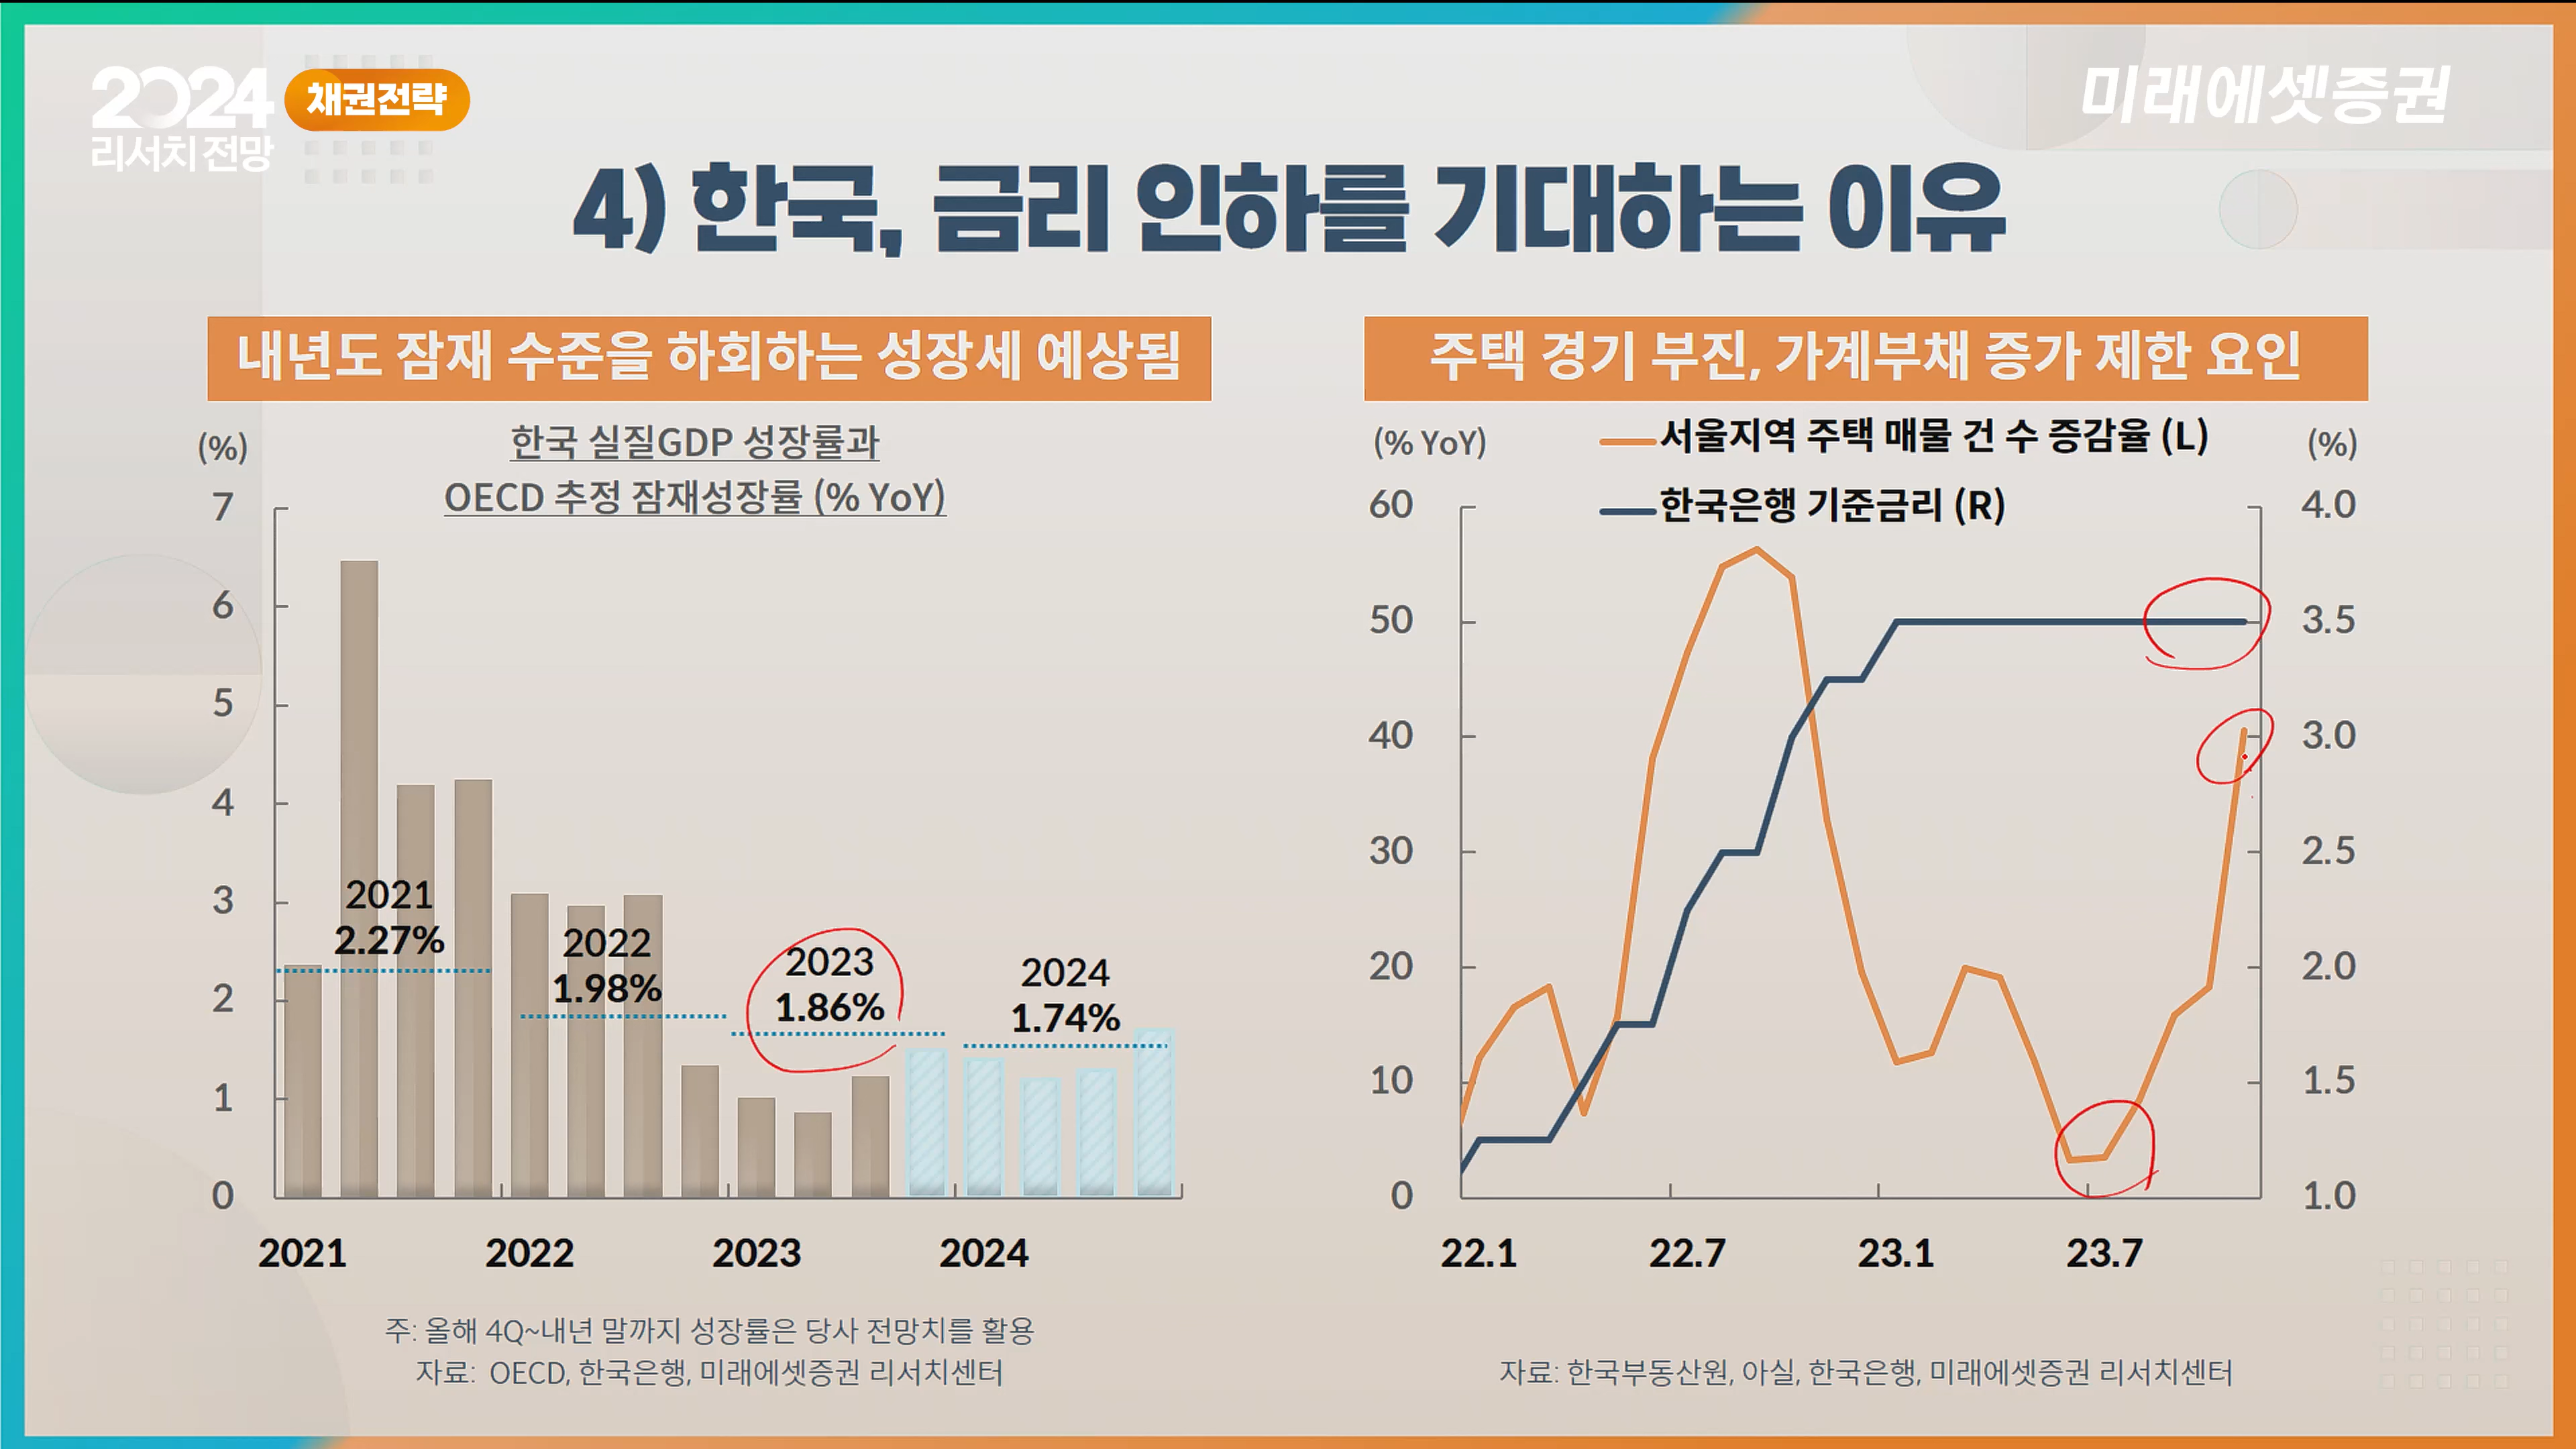 2024
채권전략
리서치 전망
미래에셋증권
4) 한국, 금리 인하를 기대하는 이유
내년도 잠재 수준을 하회하는 성장세 예상됨
(%)
한국 실질GDP 성장률과
OECD 추정 잠재성장률 (% YoY)
7
6
5
4
3
2
1
0
2021
2.27%
2022
1.98%
2023
1.86%
2024
1.74%
2021
2022
2023
2024
주: 올해 4Q~내년 말까지 성장률은 당사 전망치를 활용
자료: OECD, 한국은행, 미래에셋증권 리서치센터
주택 경기 부진, 가계부채 증가 제한 요인
(% YoY)
서울지역 주택 매물 건 수 증감율 (L)
한국은행 기준금리 (R)
(%)
60
50
40
30
20
10
0
4.0
3.5
3.0
2.5
2.0
1.5
1.0
22.1
22.7
23.1
23.7
자료: 한국부동산원, 아실, 한국은행, 미래에셋증권 리서치센터